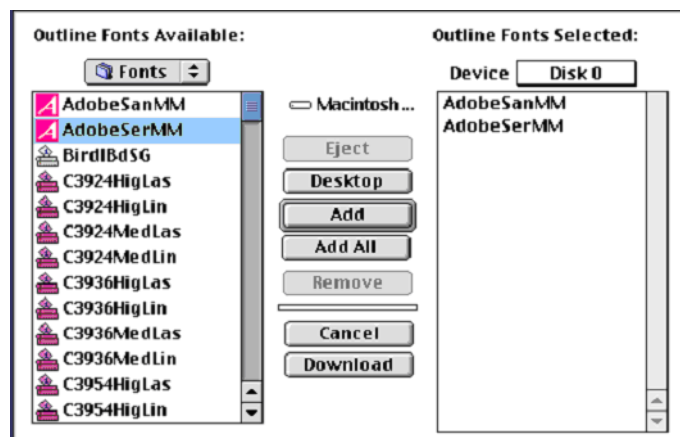 Outline Fonts Available:
Fonts
AdobeSanMM
AdobeSerMM
BirdlBdSG
C3924HigLas
C3924HigLin
C3924MedLas
C3924MedLin
C3936HigLas
C3936HigLin
C3936MedLas
C3936MedLin
C3954HigLas
C3954HigLin
Macintosh ...
Eject
Desktop
Add
Add All
Remove
Cancel
Download
Outline Fonts Selected:
Device Disk 0
AdobeSanMM
AdobeSerMM